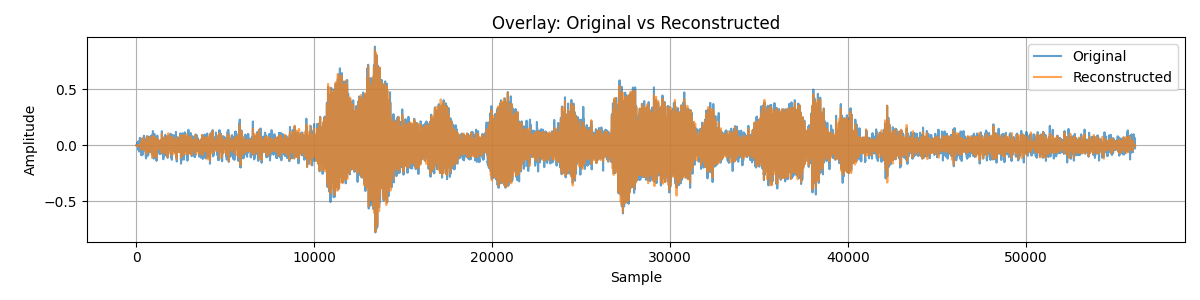 Overlay: Original vs Reconstructed
Original
Reconstructed
Amplitude
0.5
0.0
−0.5
0 10000 20000 30000 40000 50000
Sample